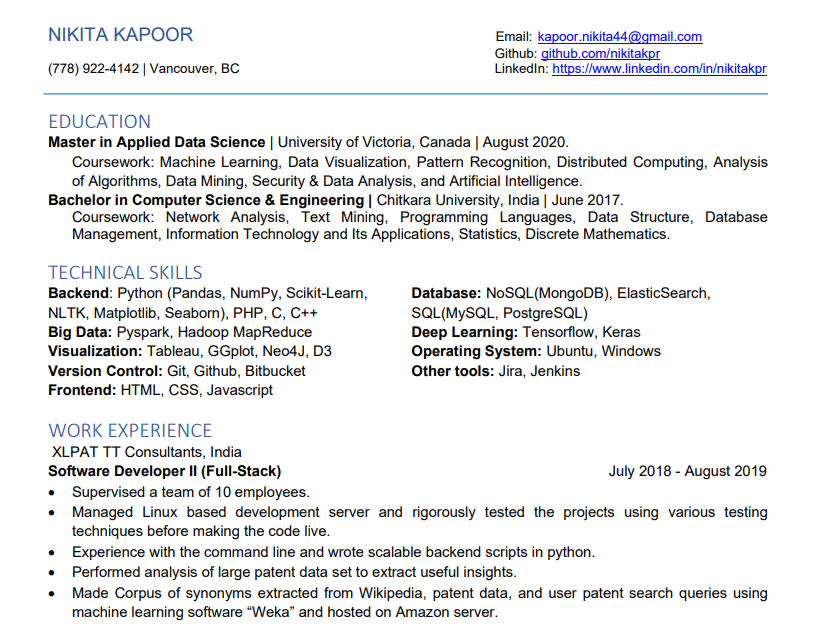 NIKITA KAPOOR
Email: kapoor.nikita44@gmail.com
Github: github.com/nikitakpr
(778) 922-4142 | Vancouver, BC
LinkedIn: https://www.linkedin.com/in/nikitakpr
EDUCATION
Master in Applied Data Science | University of Victoria, Canada | August 2020.
Coursework: Machine Learning, Data Visualization, Pattern Recognition, Distributed Computing, Analysis
of Algorithms, Data Mining, Security & Data Analysis, and Artificial Intelligence.
Bachelor in Computer Science & Engineering | Chitkara University, India | June 2017.
Coursework: Network Analysis, Text Mining, Programming Languages, Data Structure, Database
Management, Information Technology and Its Applications, Statistics, Discrete Mathematics.
TECHNICAL SKILLS
Backend: Python (Pandas, NumPy, Scikit-Learn,
NLTK, Matplotlib, Seaborn), PHP, C, C++
Big Data: Pyspark, Hadoop MapReduce
Visualization: Tableau, GGplot, Neo4J, D3
Version Control: Git, Github, Bitbucket
Frontend: HTML, CSS, Javascript
Database: NoSQL(MongoDB), ElasticSearch,
SQL(MySQL, PostgreSQL)
Deep Learning: Tensorflow, Keras
Operating System: Ubuntu, Windows
Other tools: Jira, Jenkins
WORK EXPERIENCE
XLPAT TT Consultants, India
Software Developer II (Full-Stack) July 2018 - August 2019
• Supervised a team of 10 employees.
• Managed Linux based development server and rigorously tested the projects using various testing
techniques before making the code live.
• Experience with the command line and wrote scalable backend scripts in python.
• Performed analysis of large patent data set to extract useful insights.
• Made Corpus of synonyms extracted from Wikipedia, patent data, and user patent search queries using
machine learning software “Weka” and hosted on Amazon server.